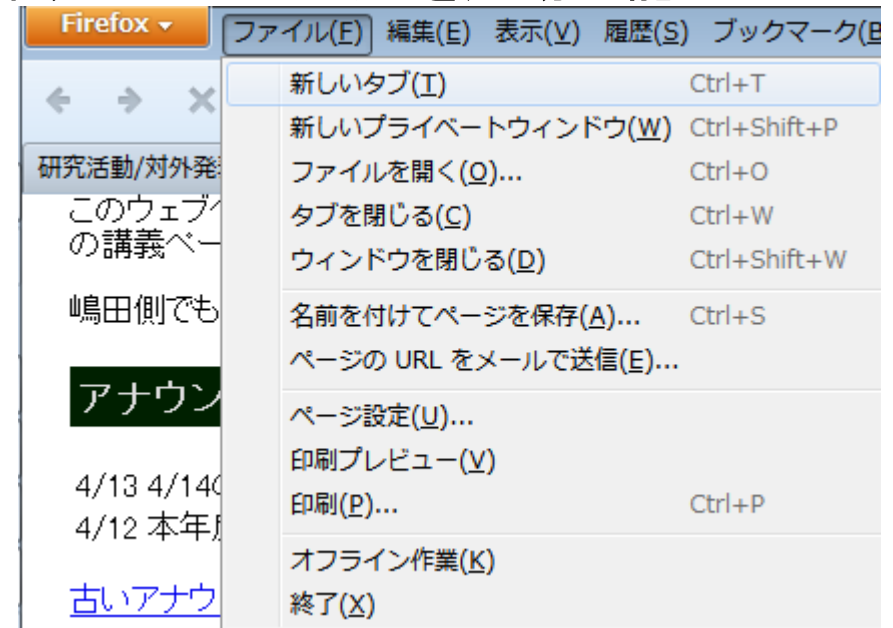 Firefox
ファイル(F) 編集(E) 表示(V) 履歴(S) ブックマーク(B
新しいタブ(T) Ctrl+T
新しいプライベートウィンドウ(W) Ctrl+Shift+P
ファイルを開く(O)... Ctrl+O
タブを閉じる(C) Ctrl+W
ウィンドウを閉じる(D) Ctrl+Shift+W
名前を付けてページを保存(A)... Ctrl+S
ページの URL をメールで送信(E)...
ページ設定(U)...
印刷プレビュー(V)
印刷(P)... Ctrl+P
オフライン作業(K)
終了(X)
研究活動/対外発
このウェブ
の講義ペー
嶋田側でも
アナウン
4/13 4/14
4/12 本年
古いアナウ